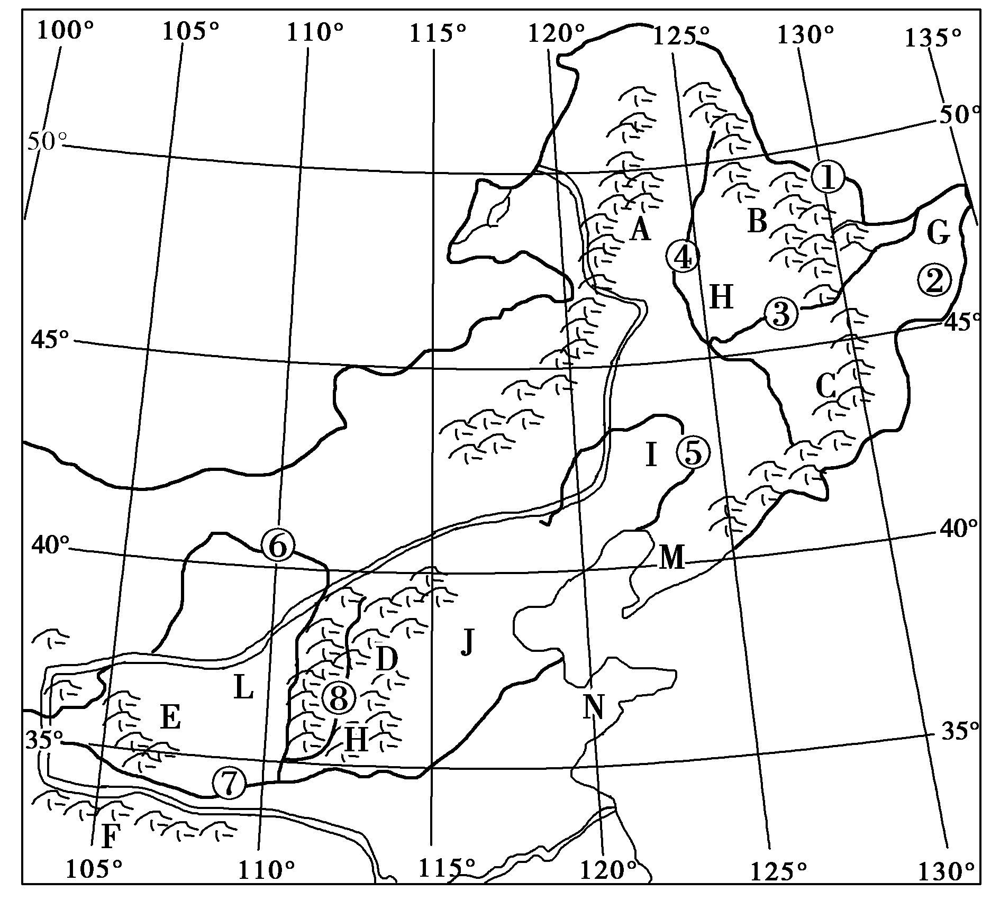 100° 105° 110° 115° 120° 125° 130° 135°
50°
50°
①
A B G
④ ②
H
③
45°
45°
C
I ⑤
40°
⑥
40°
M
J
D
L
⑧ N
E
35°
35° H
⑦
F
105° 110° 115° 120° 125° 130°